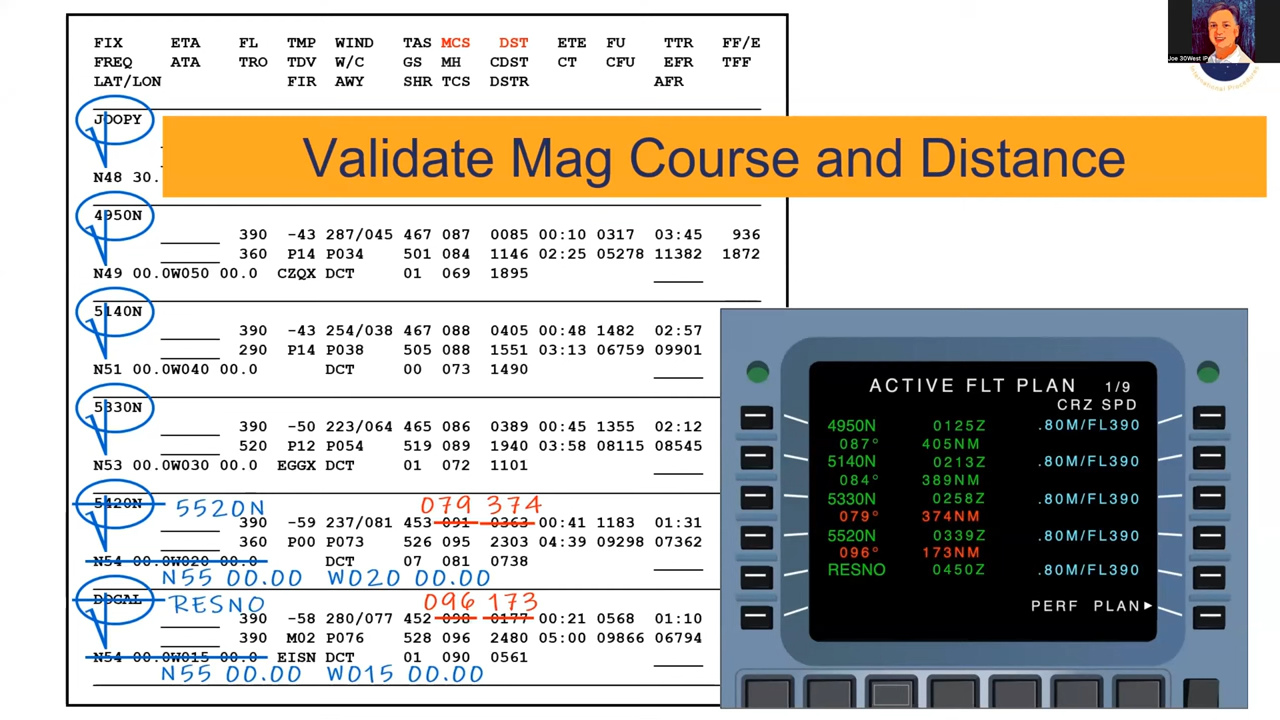 FIX ETA FL TMP WIND TAS MCS DST ETE FU TTR FF/E
FREQ ATA TRO TDV W/C GS MH CDST CT CFU EFR TFF
LAT/LON FIR AWY SHR TCS DSTR AFR
Joe 30West IP
International Procedures
JOOPY
Validate Mag Course and Distance
N48 30.
4950N
390 -43 287/045 467 087 0085 00:10 0317 03:45 936
360 P14 P034 501 084 1146 02:25 05278 11382 1872
N49 00.0W050 00.0 CZQX DCT 01 069 1895
5140N
390 -43 254/038 467 088 0405 00:48 1482 02:57
290 P14 P038 505 088 1551 03:13 06759 09901
N51 00.0W040 00.0 DCT 00 073 1490
5330N
390 -50 223/064 465 086 0389 00:45 1355 02:12
520 P12 P054 519 089 1940 03:58 08115 08545
N53 00.0W030 00.0 EGGX DCT 01 072 1101
5420N 5520N 079 374
390 -59 237/081 453 091 0363 00:41 1183 01:31
360 P00 P073 526 095 2303 04:39 09298 07362
N54 00.0W020 00.0 DCT 07 081 0738
N55 00.00 W020 00.00
DOGAL RESNO 096 173
390 -58 280/077 452 098 0177 00:21 0568 01:10
390 M02 P076 528 096 2480 05:00 09866 06794
N54 00.0W015 00.0 EISN DCT 01 090 0561
N55 00.00 W015 00.00
ACTIVE FLT PLAN 1/9
CRZ SPD
4950N 0125Z .80M/FL390
087° 405NM
5140N 0213Z .80M/FL390
084° 389NM
5330N 0258Z .80M/FL390
079° 374NM
5520N 0339Z .80M/FL390
096° 173NM
RESNO 0450Z .80M/FL390
PERF PLAN►